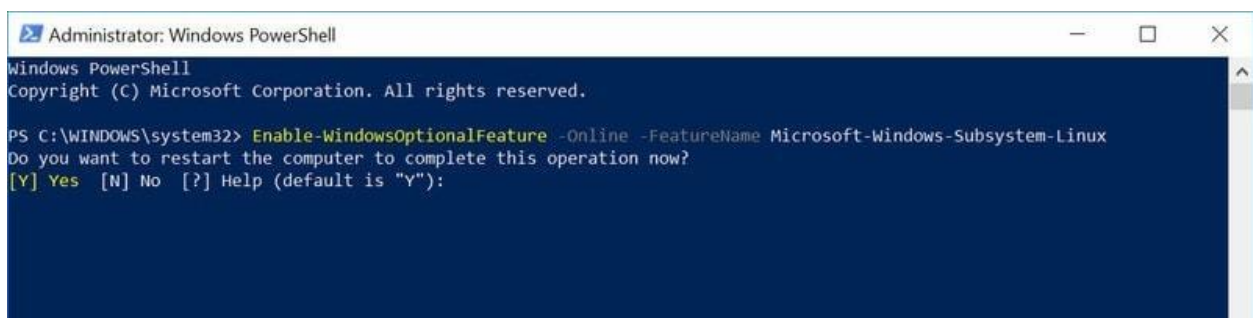 Administrator: Windows PowerShell
Windows PowerShell
Copyright (C) Microsoft Corporation. All rights reserved.
PS C:\WINDOWS\system32> Enable-WindowsOptionalFeature -Online -FeatureName Microsoft-Windows-Subsystem-Linux
Do you want to restart the computer to complete this operation now?
[Y] Yes  [N] No  [?] Help (default is "Y"):